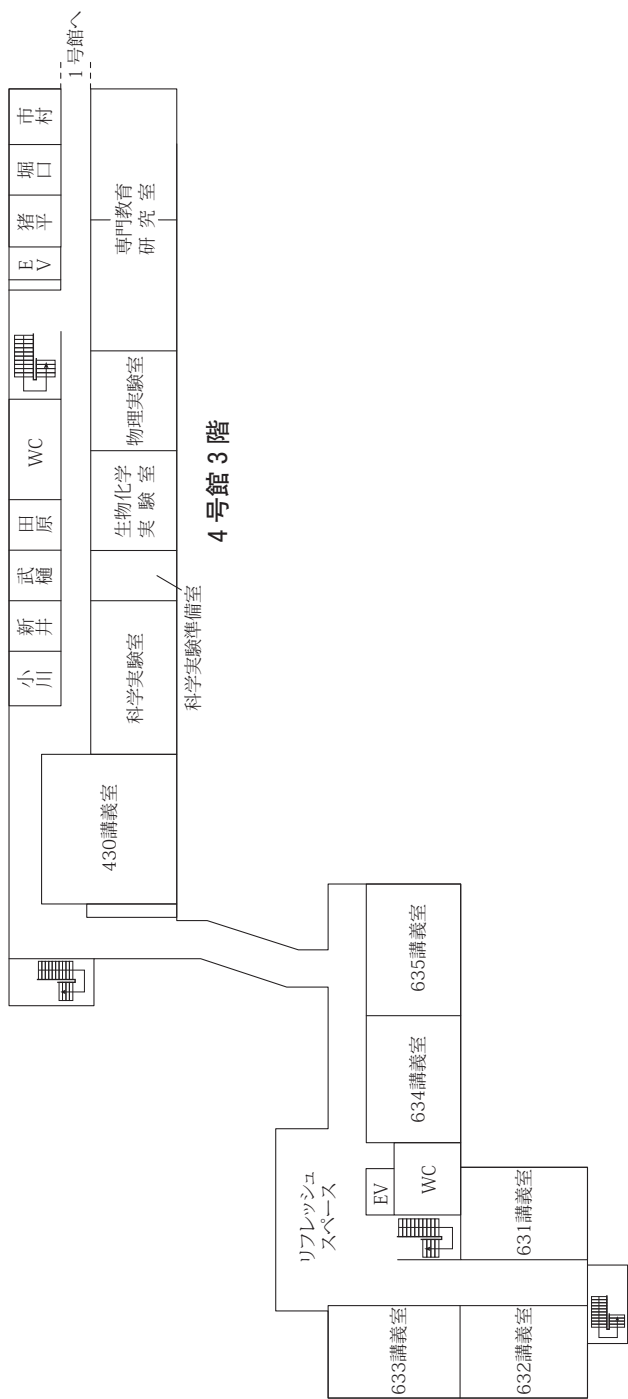 1号館へ
市村
堀口
猪平
EV
WC
田原
武樋
新井
小川
専門教育
研究室
物理実験室
生物化学
実験室
科学実験準備室
科学実験室
430講義室
4号館3階
635講義室
634講義室
WC
EV
リフレッシュ
スペース
631講義室
633講義室
632講義室